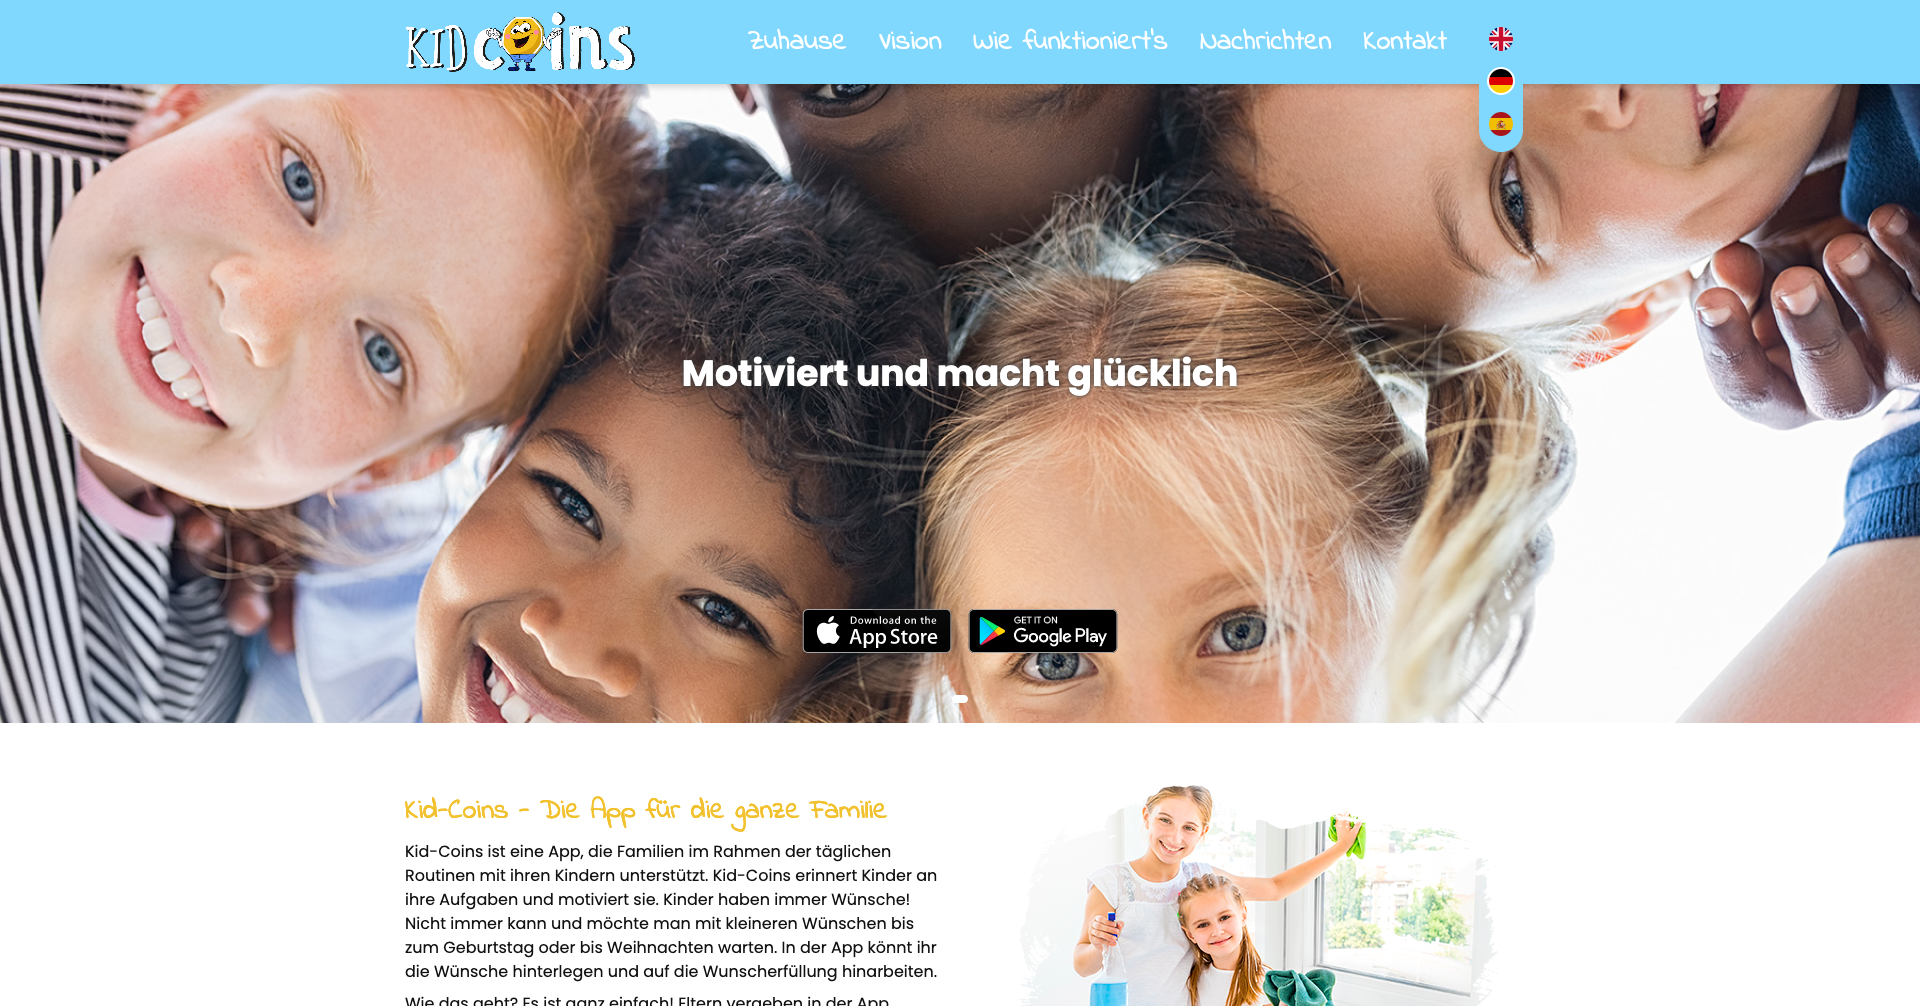 KID coins
Zuhause Vision Wie funktioniert's Nachrichten Kontakt
Motiviert und macht glücklich
Download on the
App Store
GET IT ON
Google Play
Kid-Coins - Die App für die ganze Familie
Kid-Coins ist eine App, die Familien im Rahmen der täglichen
Routinen mit ihren Kindern unterstützt. Kid-Coins erinnert Kinder an
ihre Aufgaben und motiviert sie. Kinder haben immer Wünsche!
Nicht immer kann und möchte man mit kleineren Wünschen bis
zum Geburtstag oder bis Weihnachten warten. In der App könnt ihr
die Wünsche hinterlegen und auf die Wunscherfüllung hinarbeiten.
Wie das geht? Es ist ganz einfach! Eltern vergeben in der App